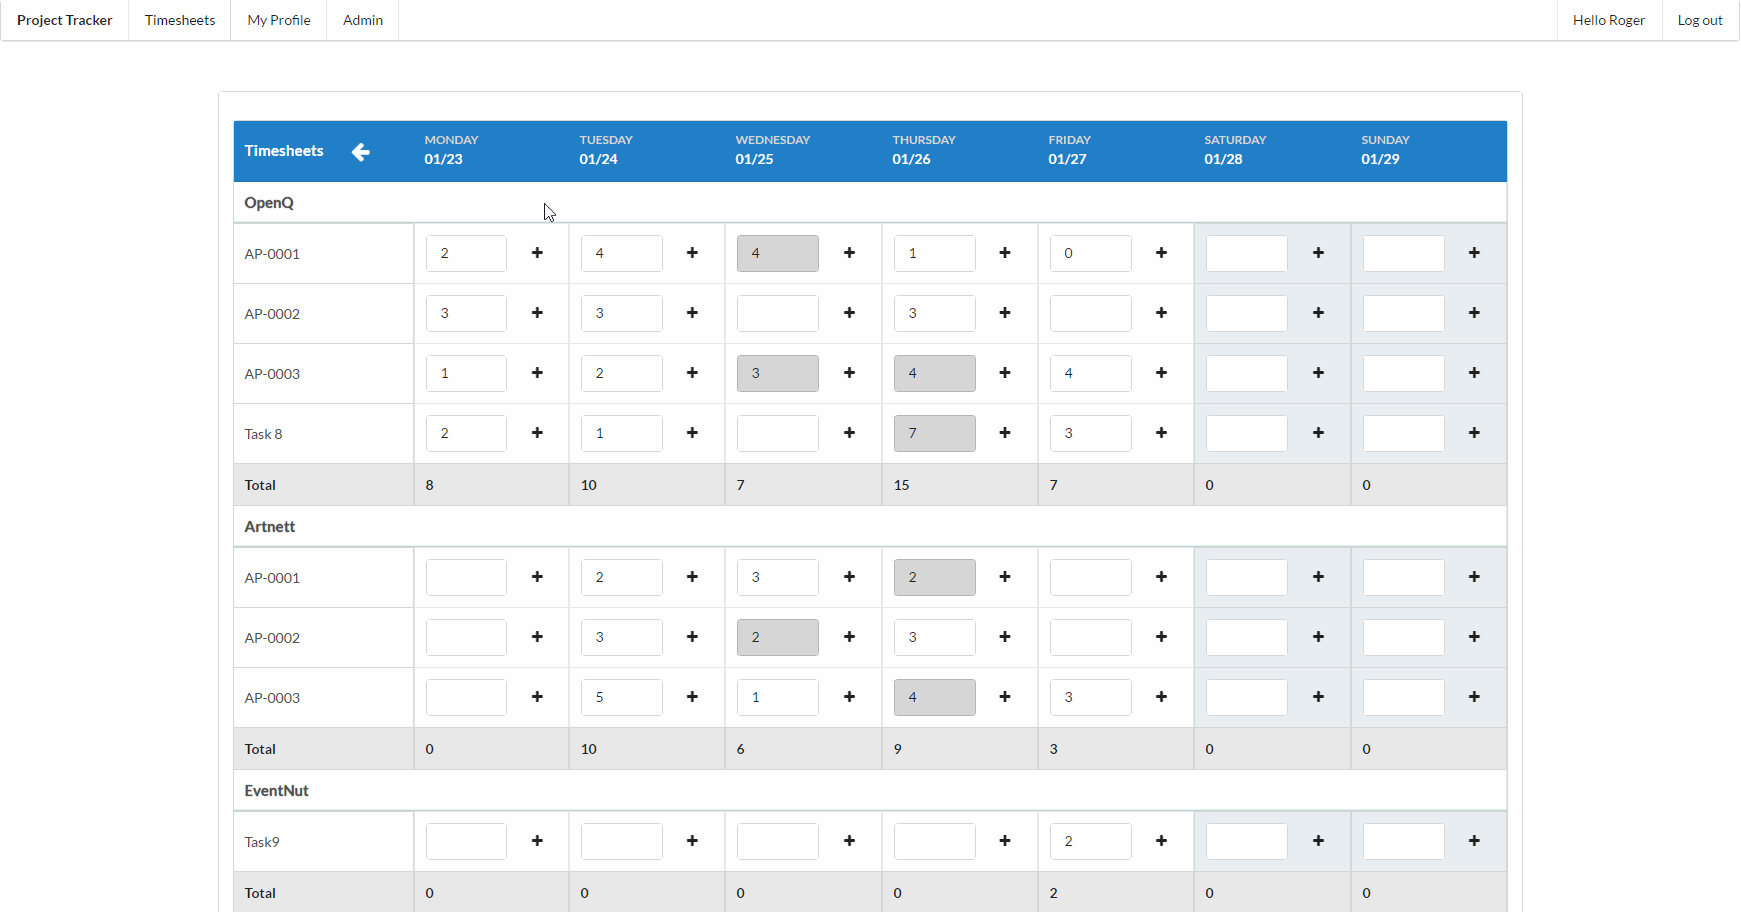 Project Tracker Timesheets My Profile Admin Hello Roger Log out
MONDAY TUESDAY WEDNESDAY THURSDAY FRIDAY SATURDAY SUNDAY
Timesheets 01/23 01/24 01/25 01/26 01/27 01/28 01/29
OpenQ
AP-0001 2 + 4 + 4 + 1 + 0 + + +
AP-0002 3 + 3 + + 3 + + + +
AP-0003 1 + 2 + 3 + 4 + 4 + + +
Task 8 2 + 1 + + 7 + 3 + + +
Total 8 10 7 15 7 0 0
Artnett
AP-0001 + 2 + 3 + 2 + + + +
AP-0002 + 3 + 2 + 3 + + + +
AP-0003 + 5 + 1 + 4 + 3 + + +
Total 0 10 6 9 3 0 0
EventNut
Task9 + + + + 2 + + +
Total 0 0 0 0 2 0 0